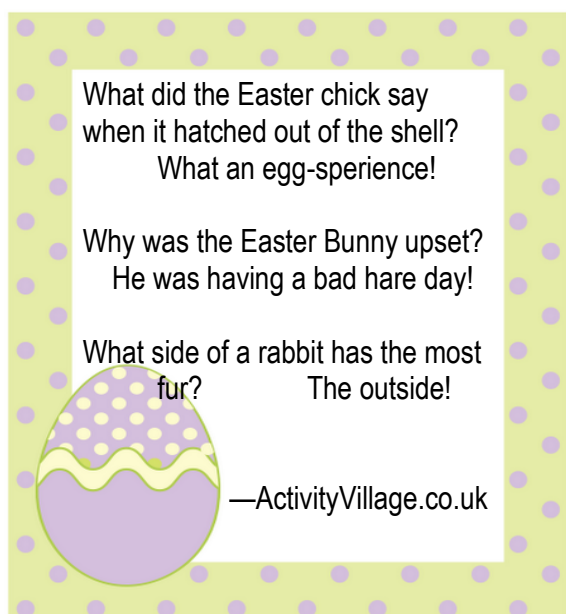 What did the Easter chick say
when it hatched out of the shell?
What an egg-sperience!
Why was the Easter Bunny upset?
He was having a bad hare day!
What side of a rabbit has the most
fur? The outside!
—ActivityVillage.co.uk